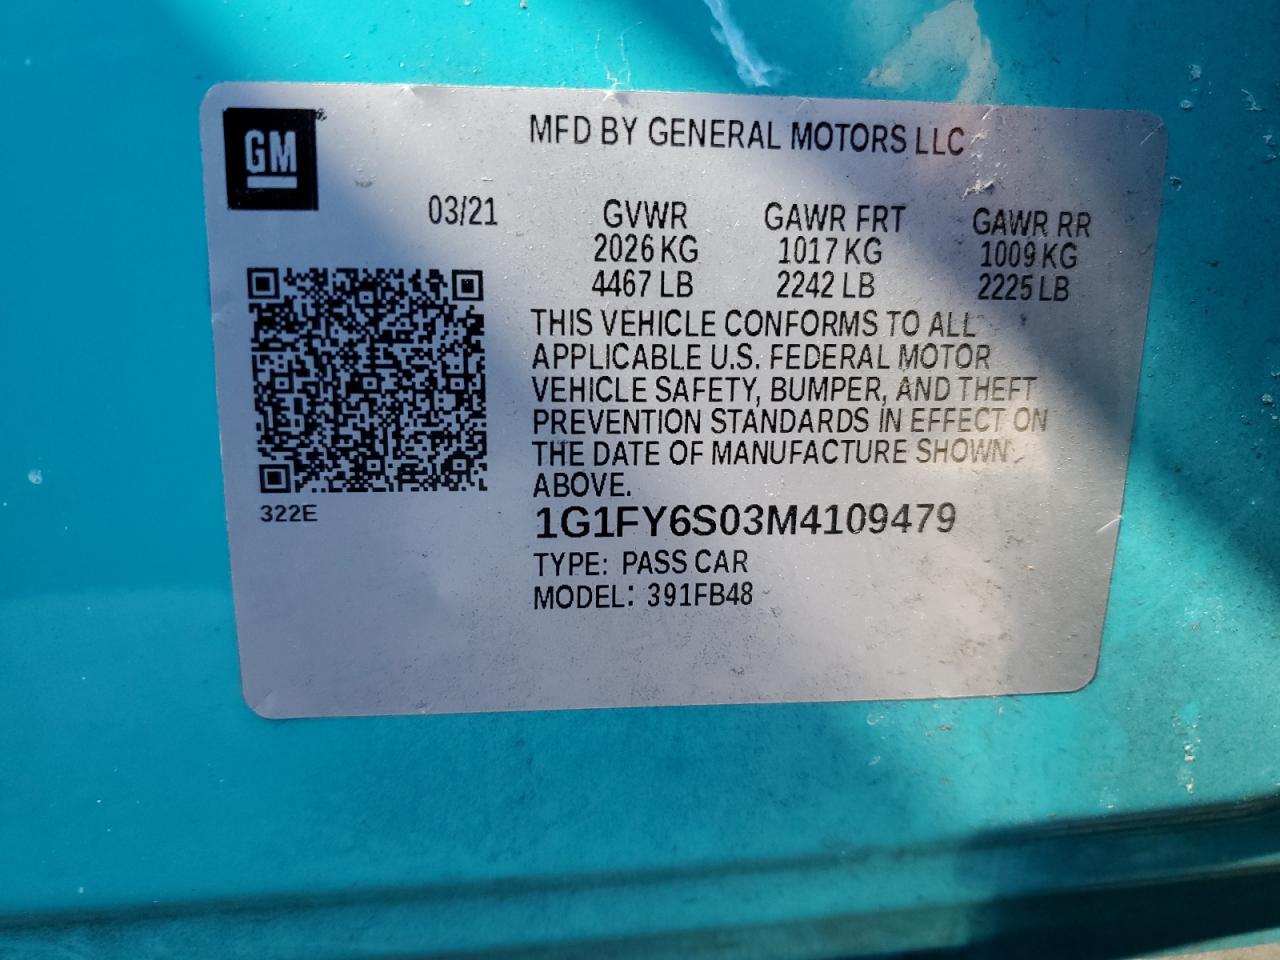 GM
MFD BY GENERAL MOTORS LLC
03/21
GVWR GAWR FRT GAWR RR
2026 KG 1017 KG 1009 KG
4467 LB 2242 LB 2225 LB
THIS VEHICLE CONFORMS TO ALL
APPLICABLE U.S. FEDERAL MOTOR
VEHICLE SAFETY, BUMPER, AND THEFT
PREVENTION STANDARDS IN EFFECT ON
THE DATE OF MANUFACTURE SHOWN
ABOVE.
322E
1G1FY6S03M4109479
TYPE: PASS CAR
MODEL: 391FB48